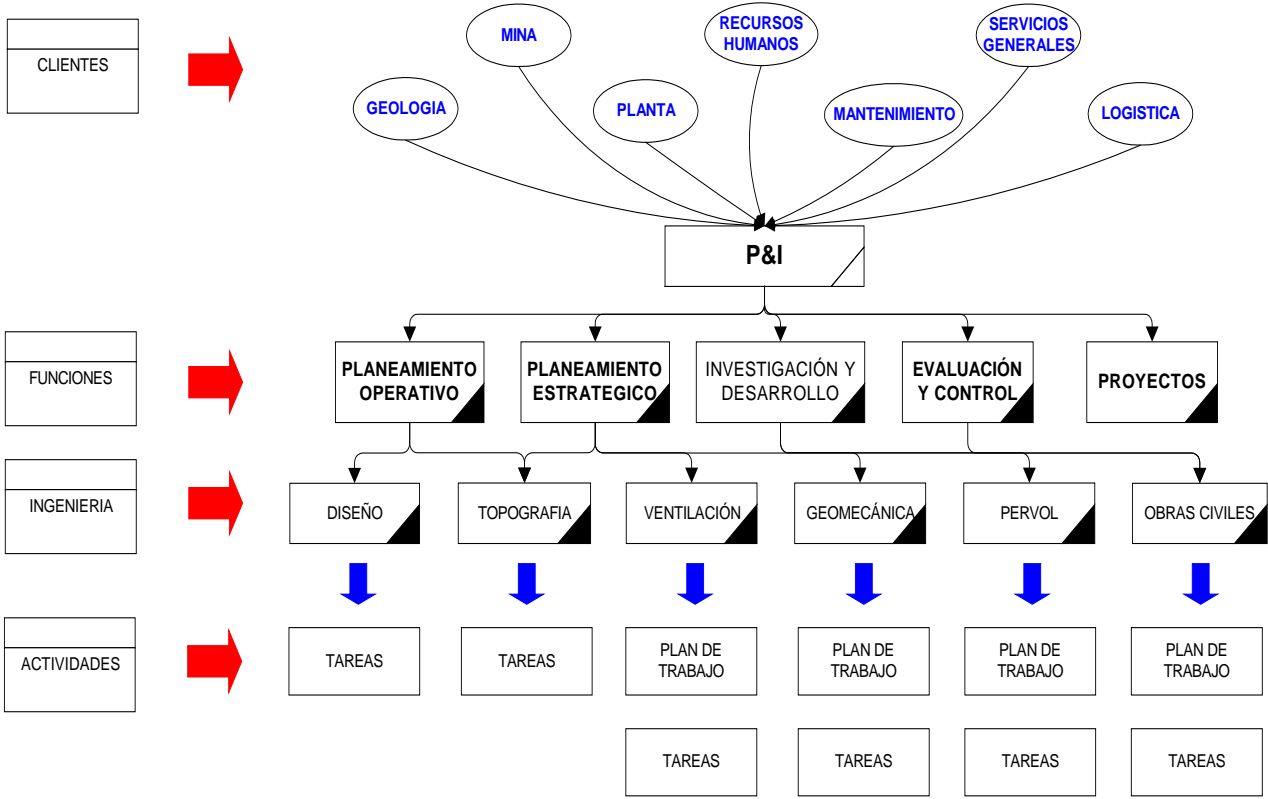 CLIENTES
MINA
RECURSOS
HUMANOS
SERVICIOS
GENERALES
GEOLOGIA
PLANTA
MANTENIMIENTO
LOGISTICA
P&I
FUNCIONES
PLANEAMIENTO
OPERATIVO
PLANEAMIENTO
ESTRATEGICO
INVESTIGACIÓN Y
DESARROLLO
EVALUACIÓN
Y CONTROL
PROYECTOS
INGENIERIA
DISEÑO
TOPOGRAFIA
VENTILACIÓN
GEOMECÁNICA
PERVOL
OBRAS CIVILES
ACTIVIDADES
TAREAS
TAREAS
PLAN DE
TRABAJO
PLAN DE
TRABAJO
PLAN DE
TRABAJO
PLAN DE
TRABAJO
TAREAS
TAREAS
TAREAS
TAREAS